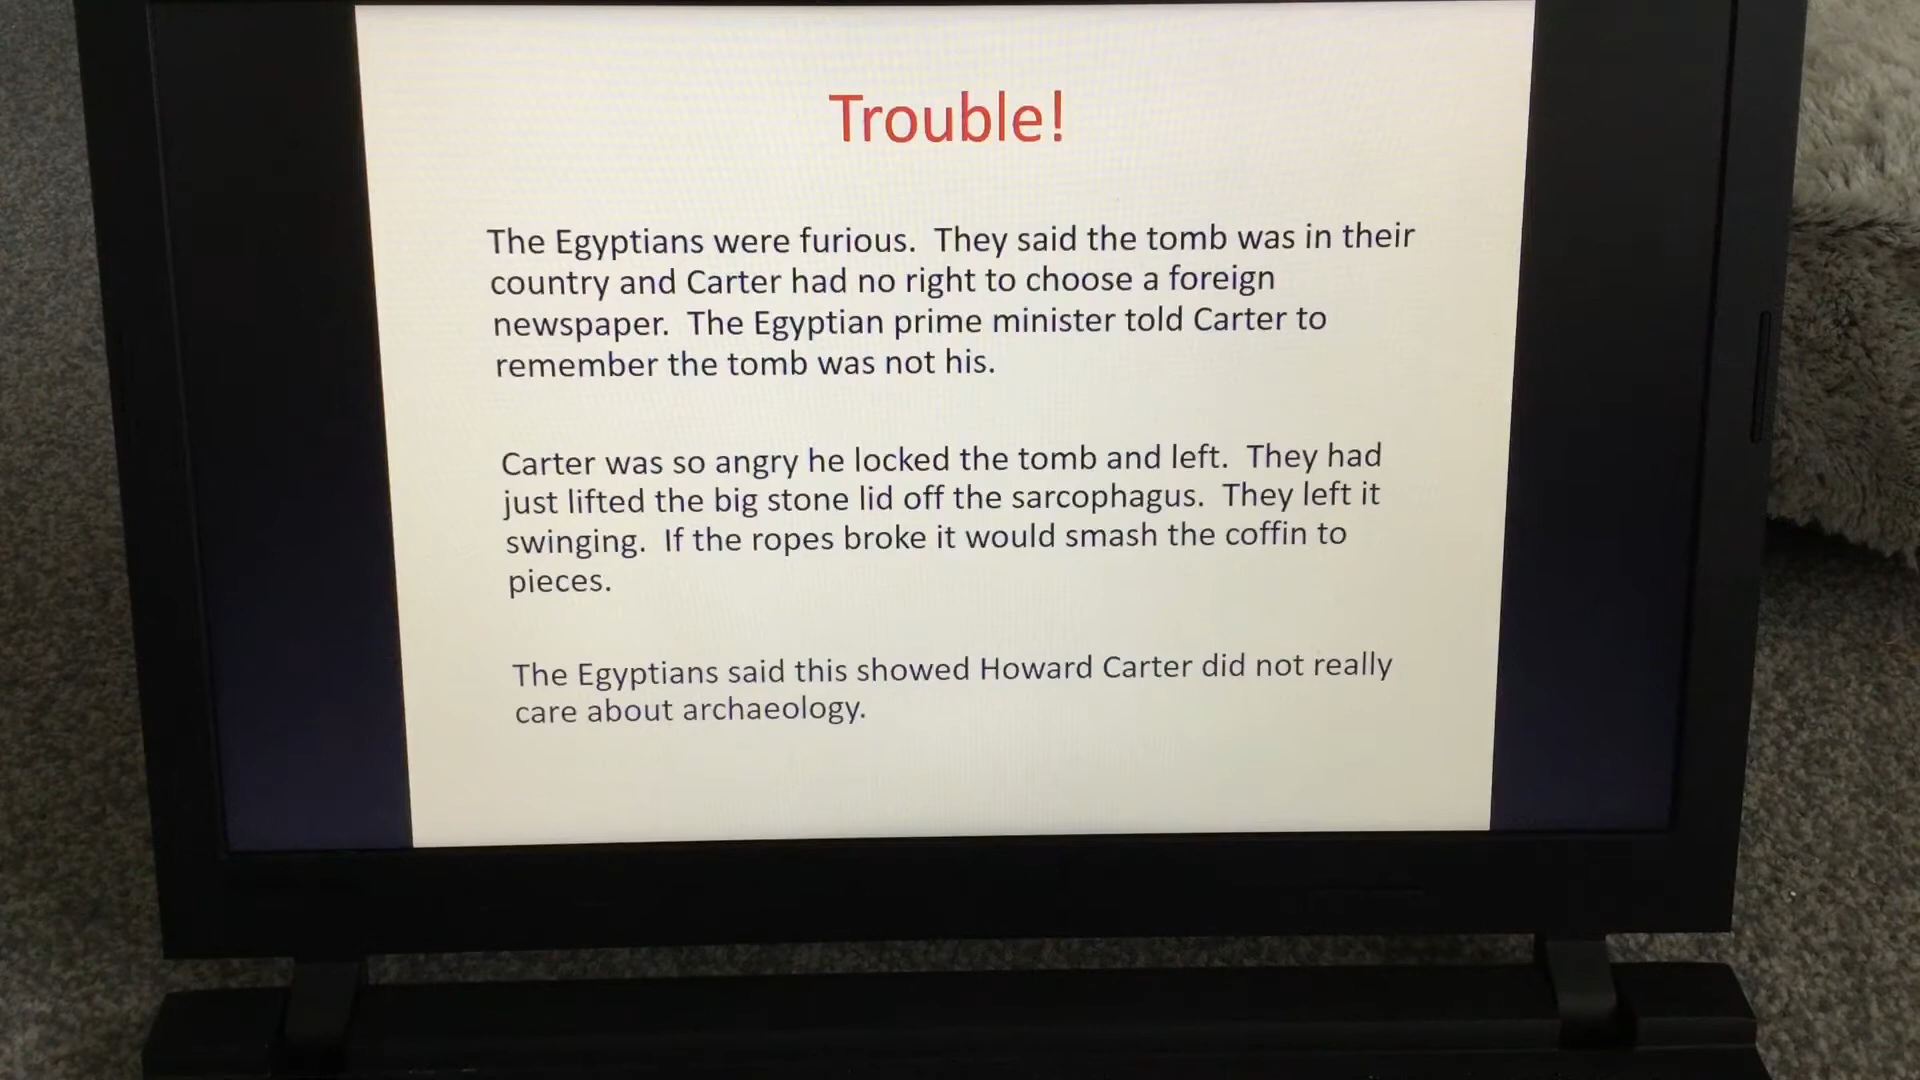 Trouble!
The Egyptians were furious. They said the tomb was in their
country and Carter had no right to choose a foreign
newspaper. The Egyptian prime minister told Carter to
remember the tomb was not his.
Carter was so angry he locked the tomb and left. They had
just lifted the big stone lid off the sarcophagus. They left it
swinging. If the ropes broke it would smash the coffin to
pieces.
The Egyptians said this showed Howard Carter did not really
care about archaeology.